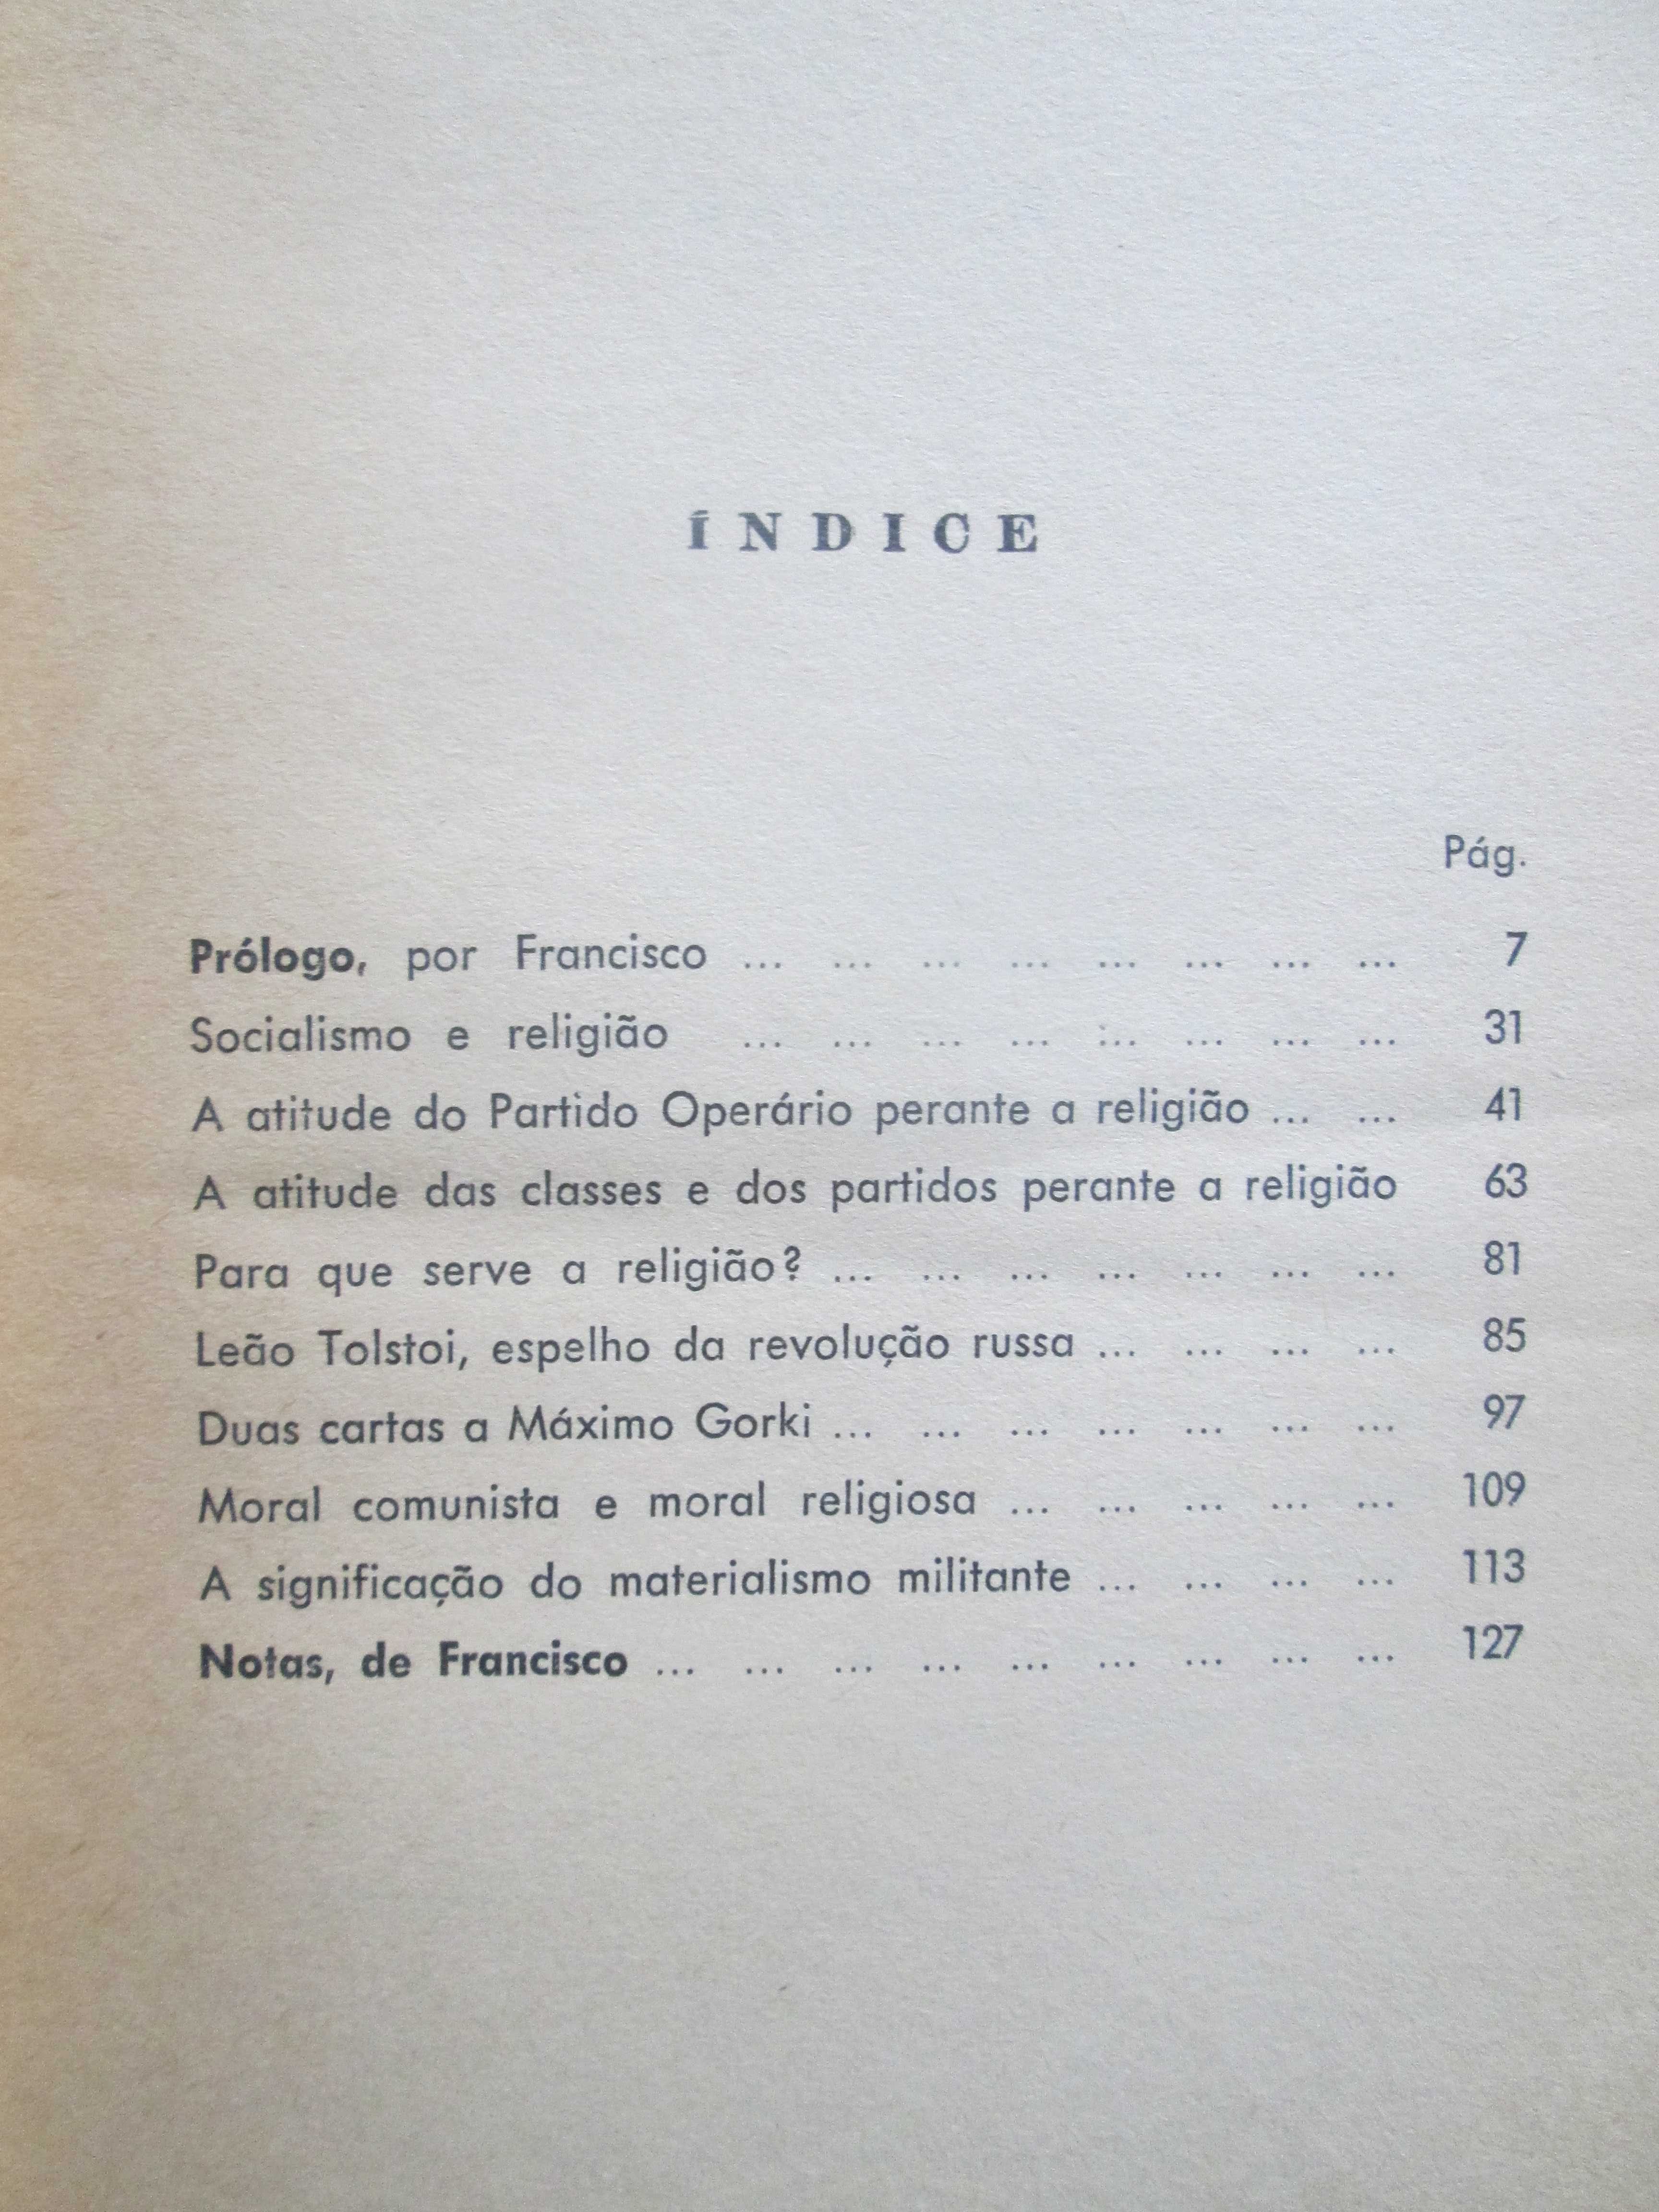 ÍNDICE
Pág.
Prólogo, por Francisco ... ... ... ... ... ... ... ... 7
Socialismo e religião ... ... ... ... ... ... ... ... 31
A atitude do Partido Operário perante a religião ... ... 41
A atitude das classes e dos partidos perante a religião 63
Para que serve a religião? ... ... ... ... ... ... ... 81
Leão Tolstoi, espelho da revolução russa ... ... ... ... 85
Duas cartas a Máximo Gorki ... ... ... ... ... ... ... 97
Moral comunista e moral religiosa ... ... ... ... ... 109
A significação do materialismo militante ... ... ... ... 113
Notas, de Francisco ... ... ... ... ... ... ... ... ... 127